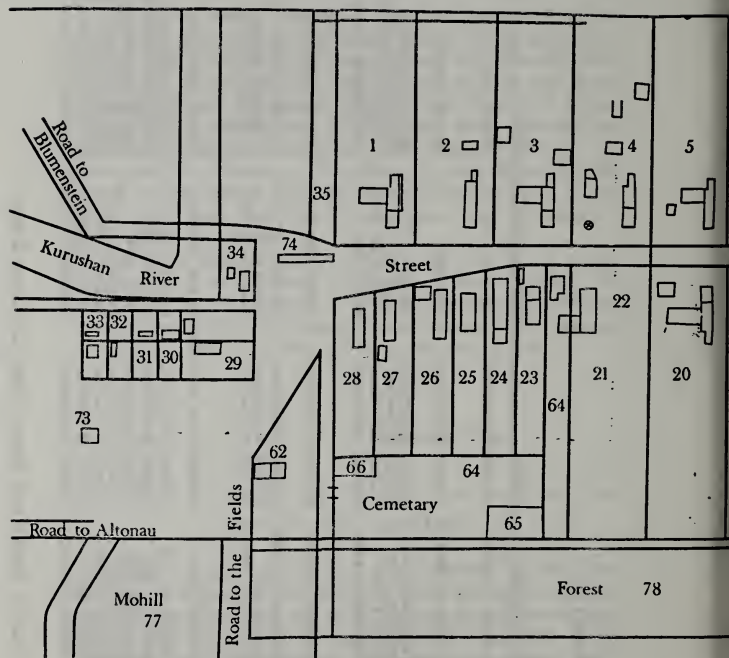 Road to
Blumenstein
Kurushan
River
35
1
2
3
4
5
34
74
Street
33
32
31
30
29
28
27
26
25
24
23
22
64
21
20
73
62
66
64
Cemetary
65
Road to Altonau
Road to the Fields
Mohill
77
Forest 78